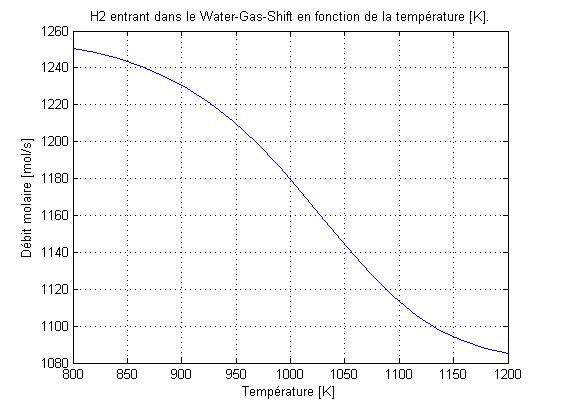 H2 entrant dans le Water-Gas-Shift en fonction de la température [K].
1260
1240
1220
1200
1180
1160
1140
1120
1100
1080
Débit molaire [mol/s]
800 850 900 950 1000 1050 1100 1150 1200
Température [K]